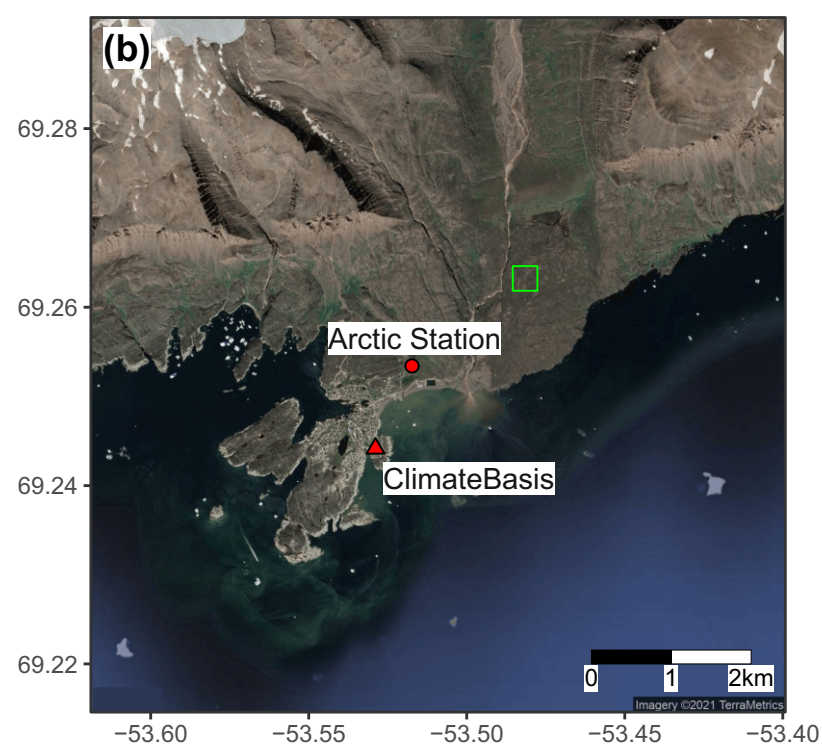 (b)
69.28
69.26
Arctic Station
69.24
ClimateBasis
69.22
0 1 2km
Imagery ©2021 TerraMetrics
−53.60 −53.55 −53.50 −53.45 −53.40